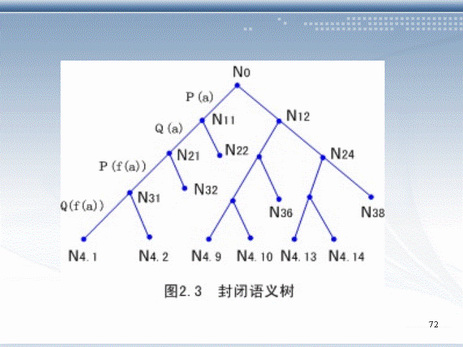 N0
P(a)
N11
N12
Q(a)
N21
N22
N24
P(f(a))
N31
N32
N36
N38
Q(f(a))
N4.1
N4.2
N4.9
N4.10
N4.13
N4.14
图2.3 封闭语义树
72